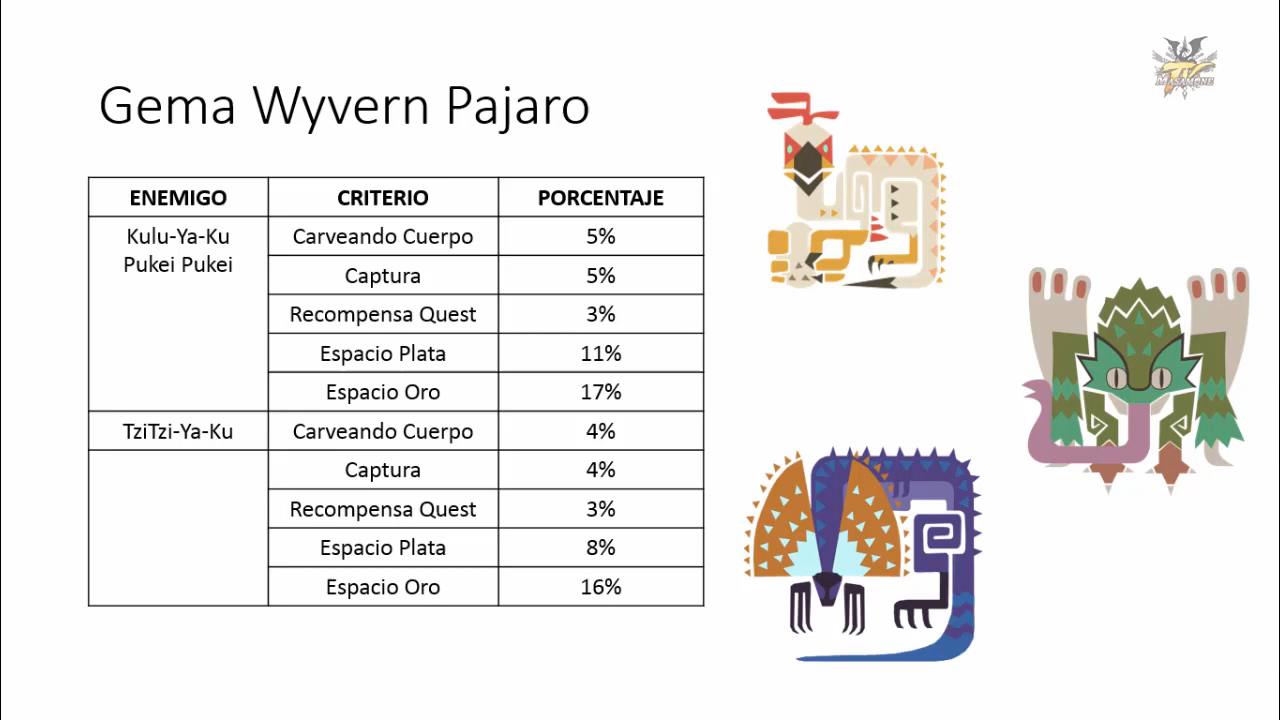 Gema Wyvern Pajaro
ENEMIGO CRITERIO PORCENTAJE
Kulu-Ya-Ku Carveando Cuerpo 5%
Pukei Pukei
Captura 5%
Recompensa Quest 3%
Espacio Plata 11%
Espacio Oro 17%
TziTzi-Ya-Ku Carveando Cuerpo 4%
Captura 4%
Recompensa Quest 3%
Espacio Plata 8%
Espacio Oro 16%
TV
MASAMUNE